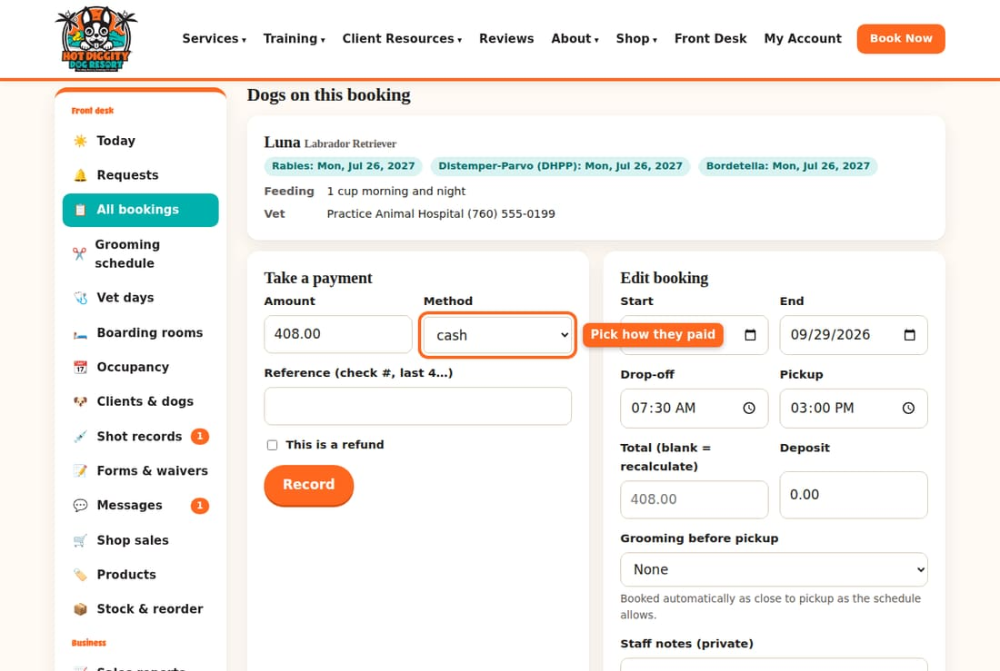 HOT DIGGITY
DOG RESORT
Services
Training
Client Resources
Reviews
About
Shop
Front Desk
My Account
Book Now
Front desk
Today
Requests
All bookings
Grooming
schedule
Vet days
Boarding rooms
Occupancy
Clients & dogs
Shot records 1
Forms & waivers
Messages 1
Shop sales
Products
Stock & reorder
Business
Dogs on this booking
Luna Labrador Retriever
Rabies: Mon, Jul 26, 2027
Distemper-Parvo (DHPP): Mon, Jul 26, 2027
Bordetella: Mon, Jul 26, 2027
Feeding 1 cup morning and night
Vet Practice Animal Hospital (760) 555-0199
Take a payment
Amount
Method
408.00
cash
Pick how they paid
Reference (check #, last 4...)
This is a refund
Record
Edit booking
Start
End
09/29/2026
Drop-off
Pickup
07:30 AM
03:00 PM
Total (blank =
recalculate)
Deposit
408.00
0.00
Grooming before pickup
None
Booked automatically as close to pickup as the schedule
allows.
Staff notes (private)